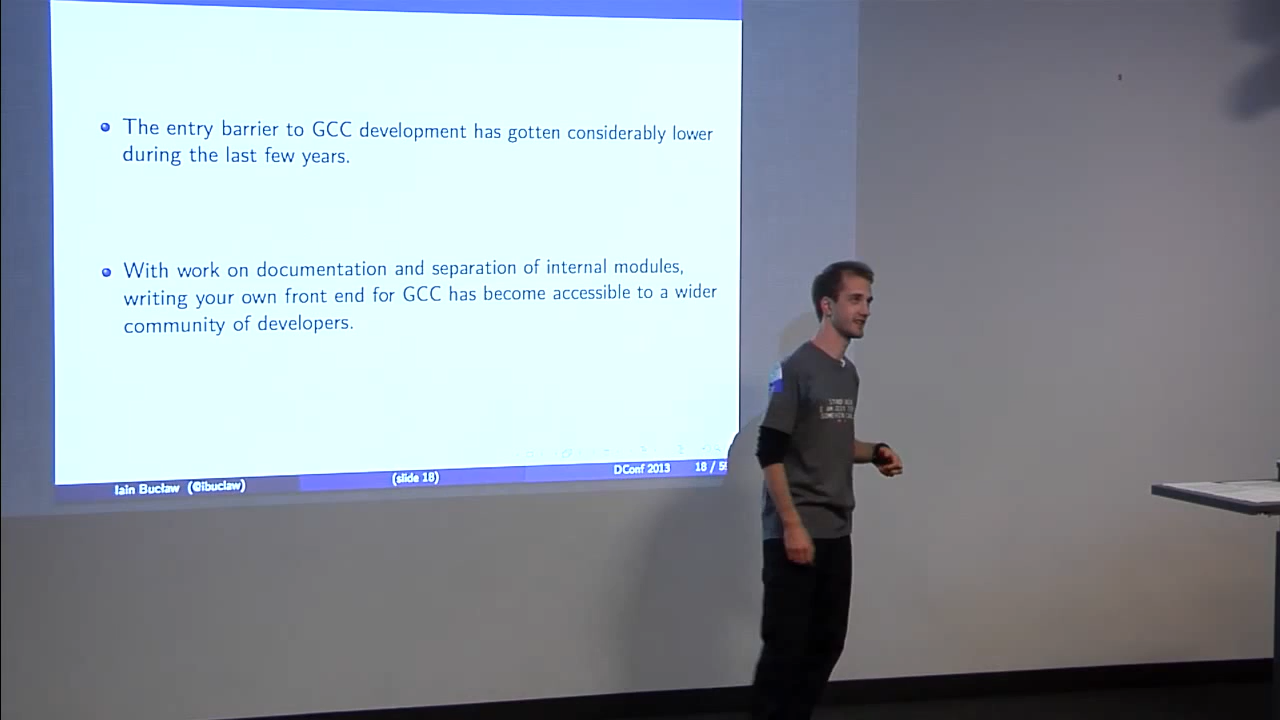 The entry barrier to GCC development has gotten considerably lower
during the last few years.
With work on documentation and separation of internal modules,
writing your own front end for GCC has become accessible to a wider
community of developers.
Iain Buclaw (@ibuclaw)
(slide 18)
DConf 2013
18 /